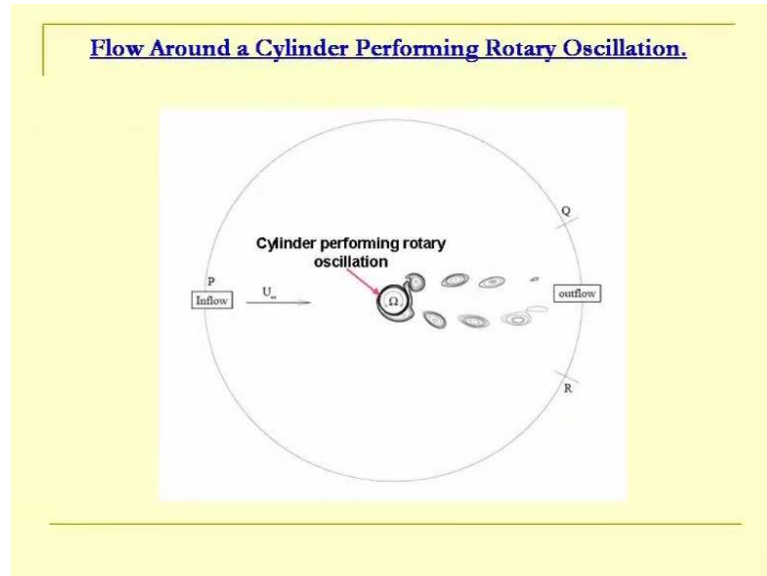 Flow Around a Cylinder Performing Rotary Oscillation.
Q
Cylinder performing rotary
oscillation
P
Inflow
U∞
Ω
outflow
R